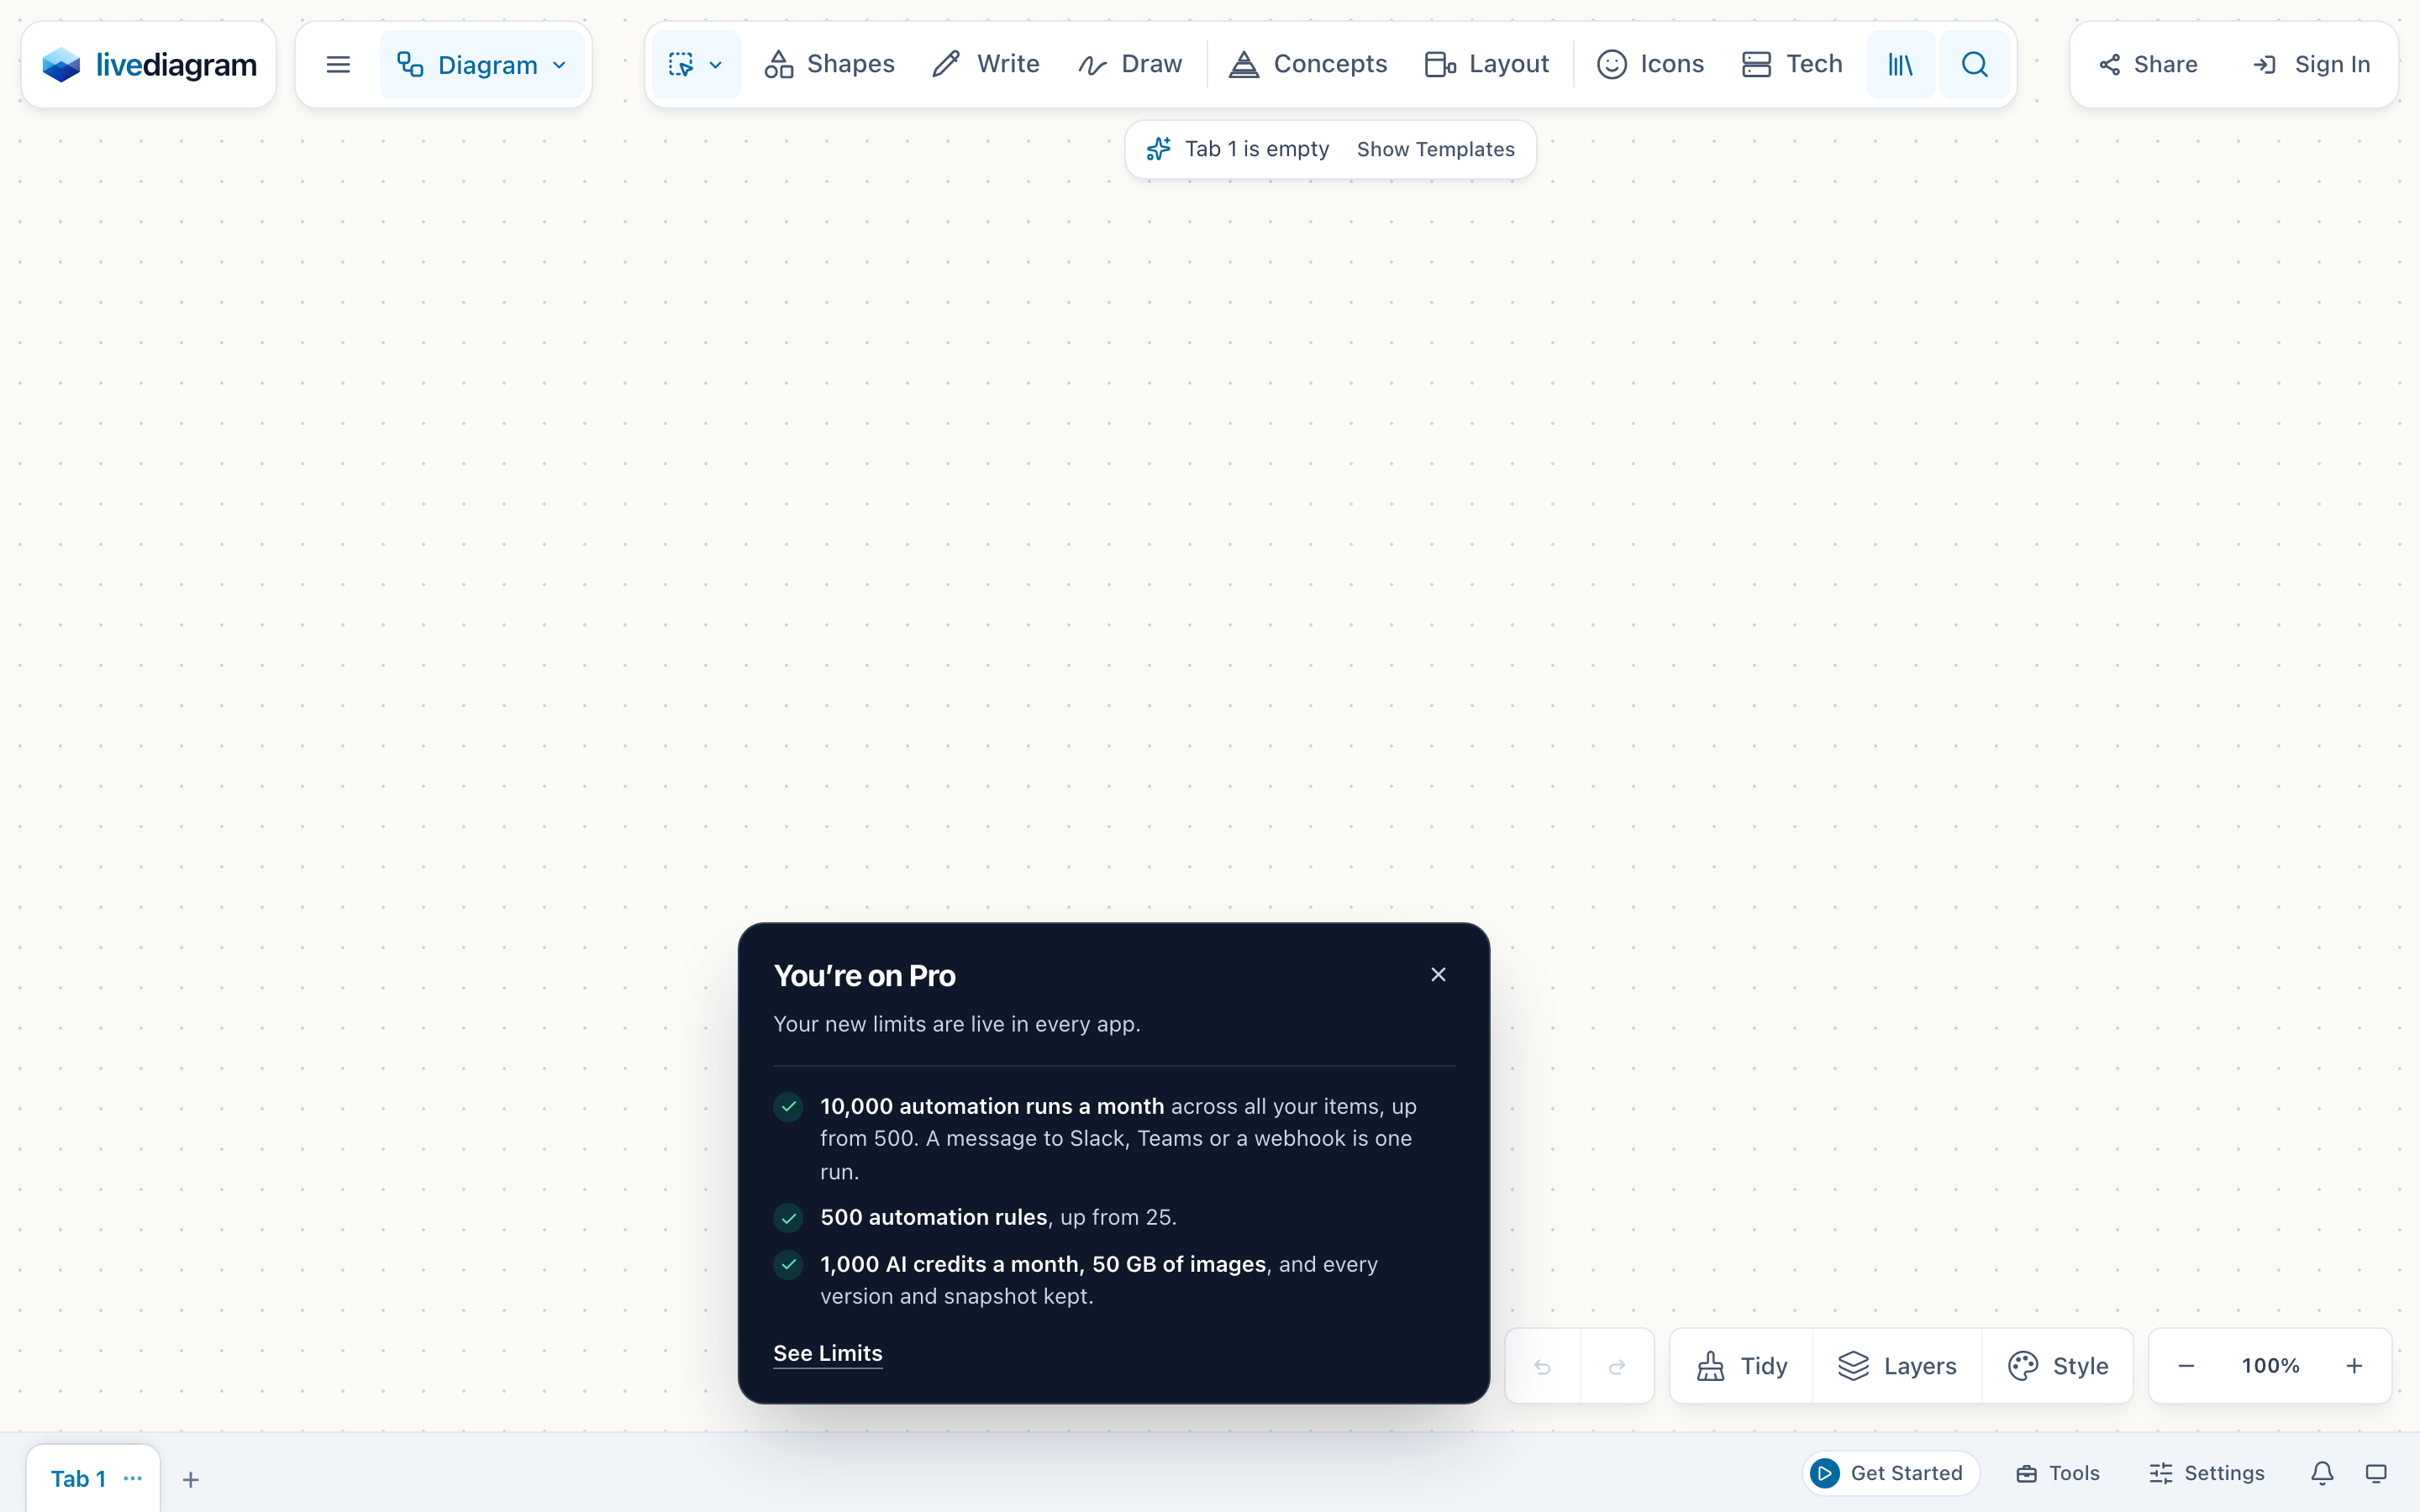 livediagram
Diagram
Shapes
Write
Draw
Concepts
Layout
Icons
Tech
Share
Sign In
Tab 1 is empty
Show Templates
You're on Pro
Your new limits are live in every app.
10,000 automation runs a month across all your items, up
from 500. A message to Slack, Teams or a webhook is one
run.
500 automation rules, up from 25.
1,000 AI credits a month, 50 GB of images, and every
version and snapshot kept.
See Limits
Tidy
Layers
Style
100%
Tab 1
Get Started
Tools
Settings